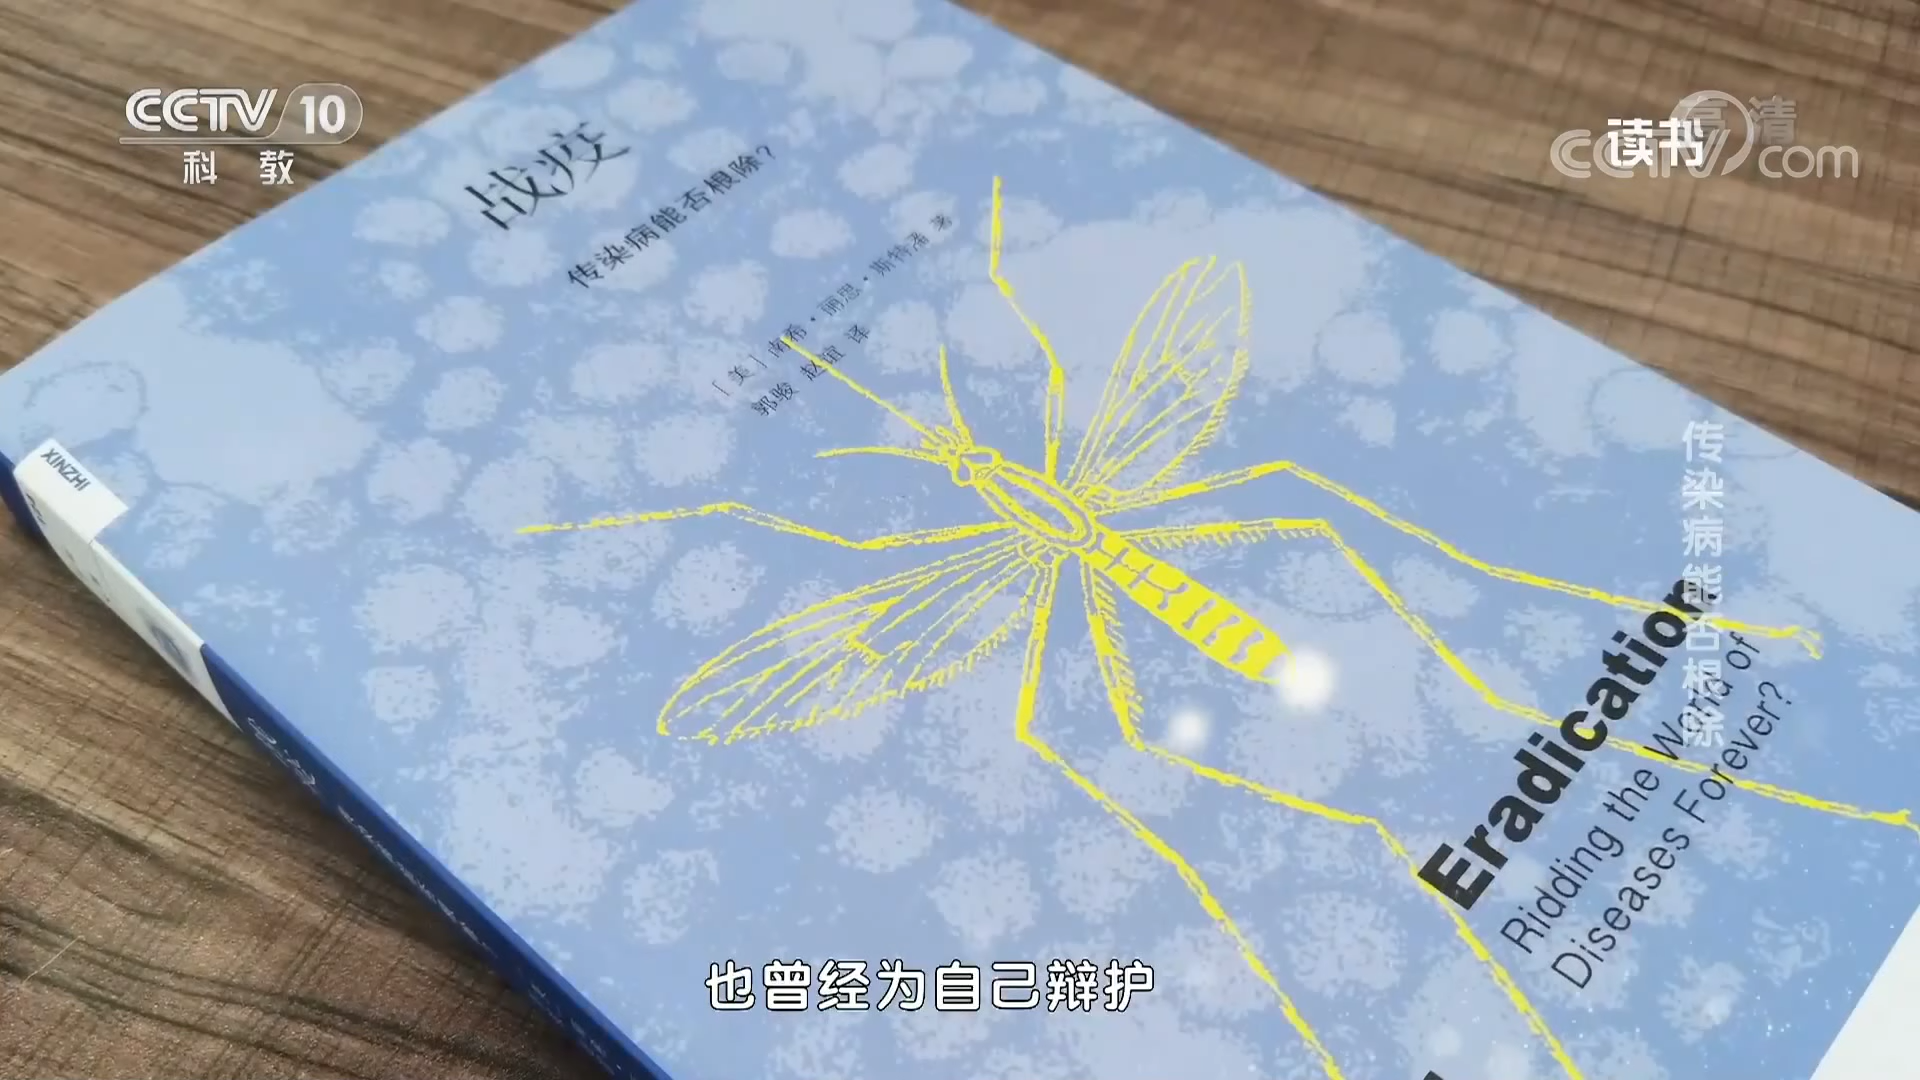 CCTV 10
科 教
高清
读书
CCTV com
战疫
传染病能否根除？
［美］南希·丽思·斯特潘 著
郭骏 赵谊 译
XINZHI
传染病能否根除
Eradication
Ridding the World of
Diseases Forever?
也曾经为自己辩护